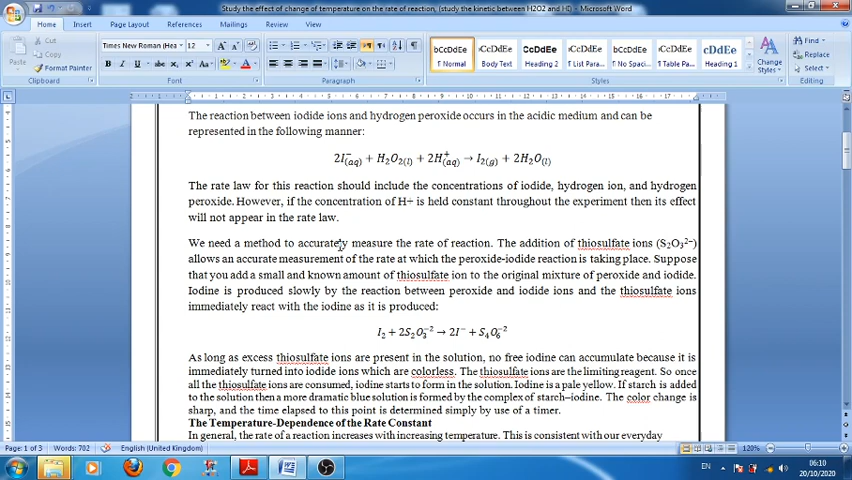 Study the effect of change of temperature on the rate of reaction, (study the kinetic between H2O2 and HI) - Microsoft Word
Home Insert Page Layout References Mailings Review View
Cut
Copy
Format Painter
Paste
Clipboard
Times New Roman (Hea 12
Font
Paragraph
bCcDdEe ¶ Normal
‹CcDdEe Body Text
CcDdEe Heading 2
‹CcDdEe ¶ No Spaci...
‹CcDdEe ¶ Table Pa...
cDdEe Heading 1
Change Styles
Styles
Find
Replace
Select
Editing
The reaction between iodide ions and hydrogen peroxide occurs in the acidic medium and can be
represented in the following manner:
2I⁻(aq) + H₂O₂(l) + 2H⁺(aq) → I₂(g) + 2H₂O(l)
The rate law for this reaction should include the concentrations of iodide, hydrogen ion, and hydrogen
peroxide. However, if the concentration of H+ is held constant throughout the experiment then its effect
will not appear in the rate law.
We need a method to accurately measure the rate of reaction. The addition of thiosulfate ions (S₂O₃²⁻)
allows an accurate measurement of the rate at which the peroxide-iodide reaction is taking place. Suppose
that you add a small and known amount of thiosulfate ion to the original mixture of peroxide and iodide.
Iodine is produced slowly by the reaction between peroxide and iodide ions and the thiosulfate ions
immediately react with the iodine as it is produced:
I₂ + 2S₂O₃⁻² → 2I⁻ + S₄O₆⁻²
As long as excess thiosulfate ions are present in the solution, no free iodine can accumulate because it is
immediately turned into iodide ions which are colorless. The thiosulfate ions are the limiting reagent. So once
all the thiosulfate ions are consumed, iodine starts to form in the solution. Iodine is a pale yellow. If starch is added
to the solution then a more dramatic blue solution is formed by the complex of starch–iodine. The color change is
sharp, and the time elapsed to this point is determined simply by use of a timer.
The Temperature-Dependence of the Rate Constant
In general, the rate of a reaction increases with increasing temperature. This is consistent with our everyday
Page: 1 of 3 Words: 702 English (United Kingdom) 120%
EN
06:10
20/10/2020